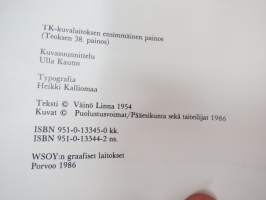 TK-kuvalaitoksen ensimmäinen painos
(Teoksen 38. painos)
Kuvasuunnittelu
Ulla Kautto
Typografia
Heikki Kalliomaa
Teksti © Väinö Linna 1954
Kuvat © Puolustusvoimat/Pääesikunta sekä taiteilijat 1986
ISBN 951-0-13345-0 kk.
ISBN 951-0-13344-2 ns.
WSOY:n graafiset laitokset
Porvoo 1986